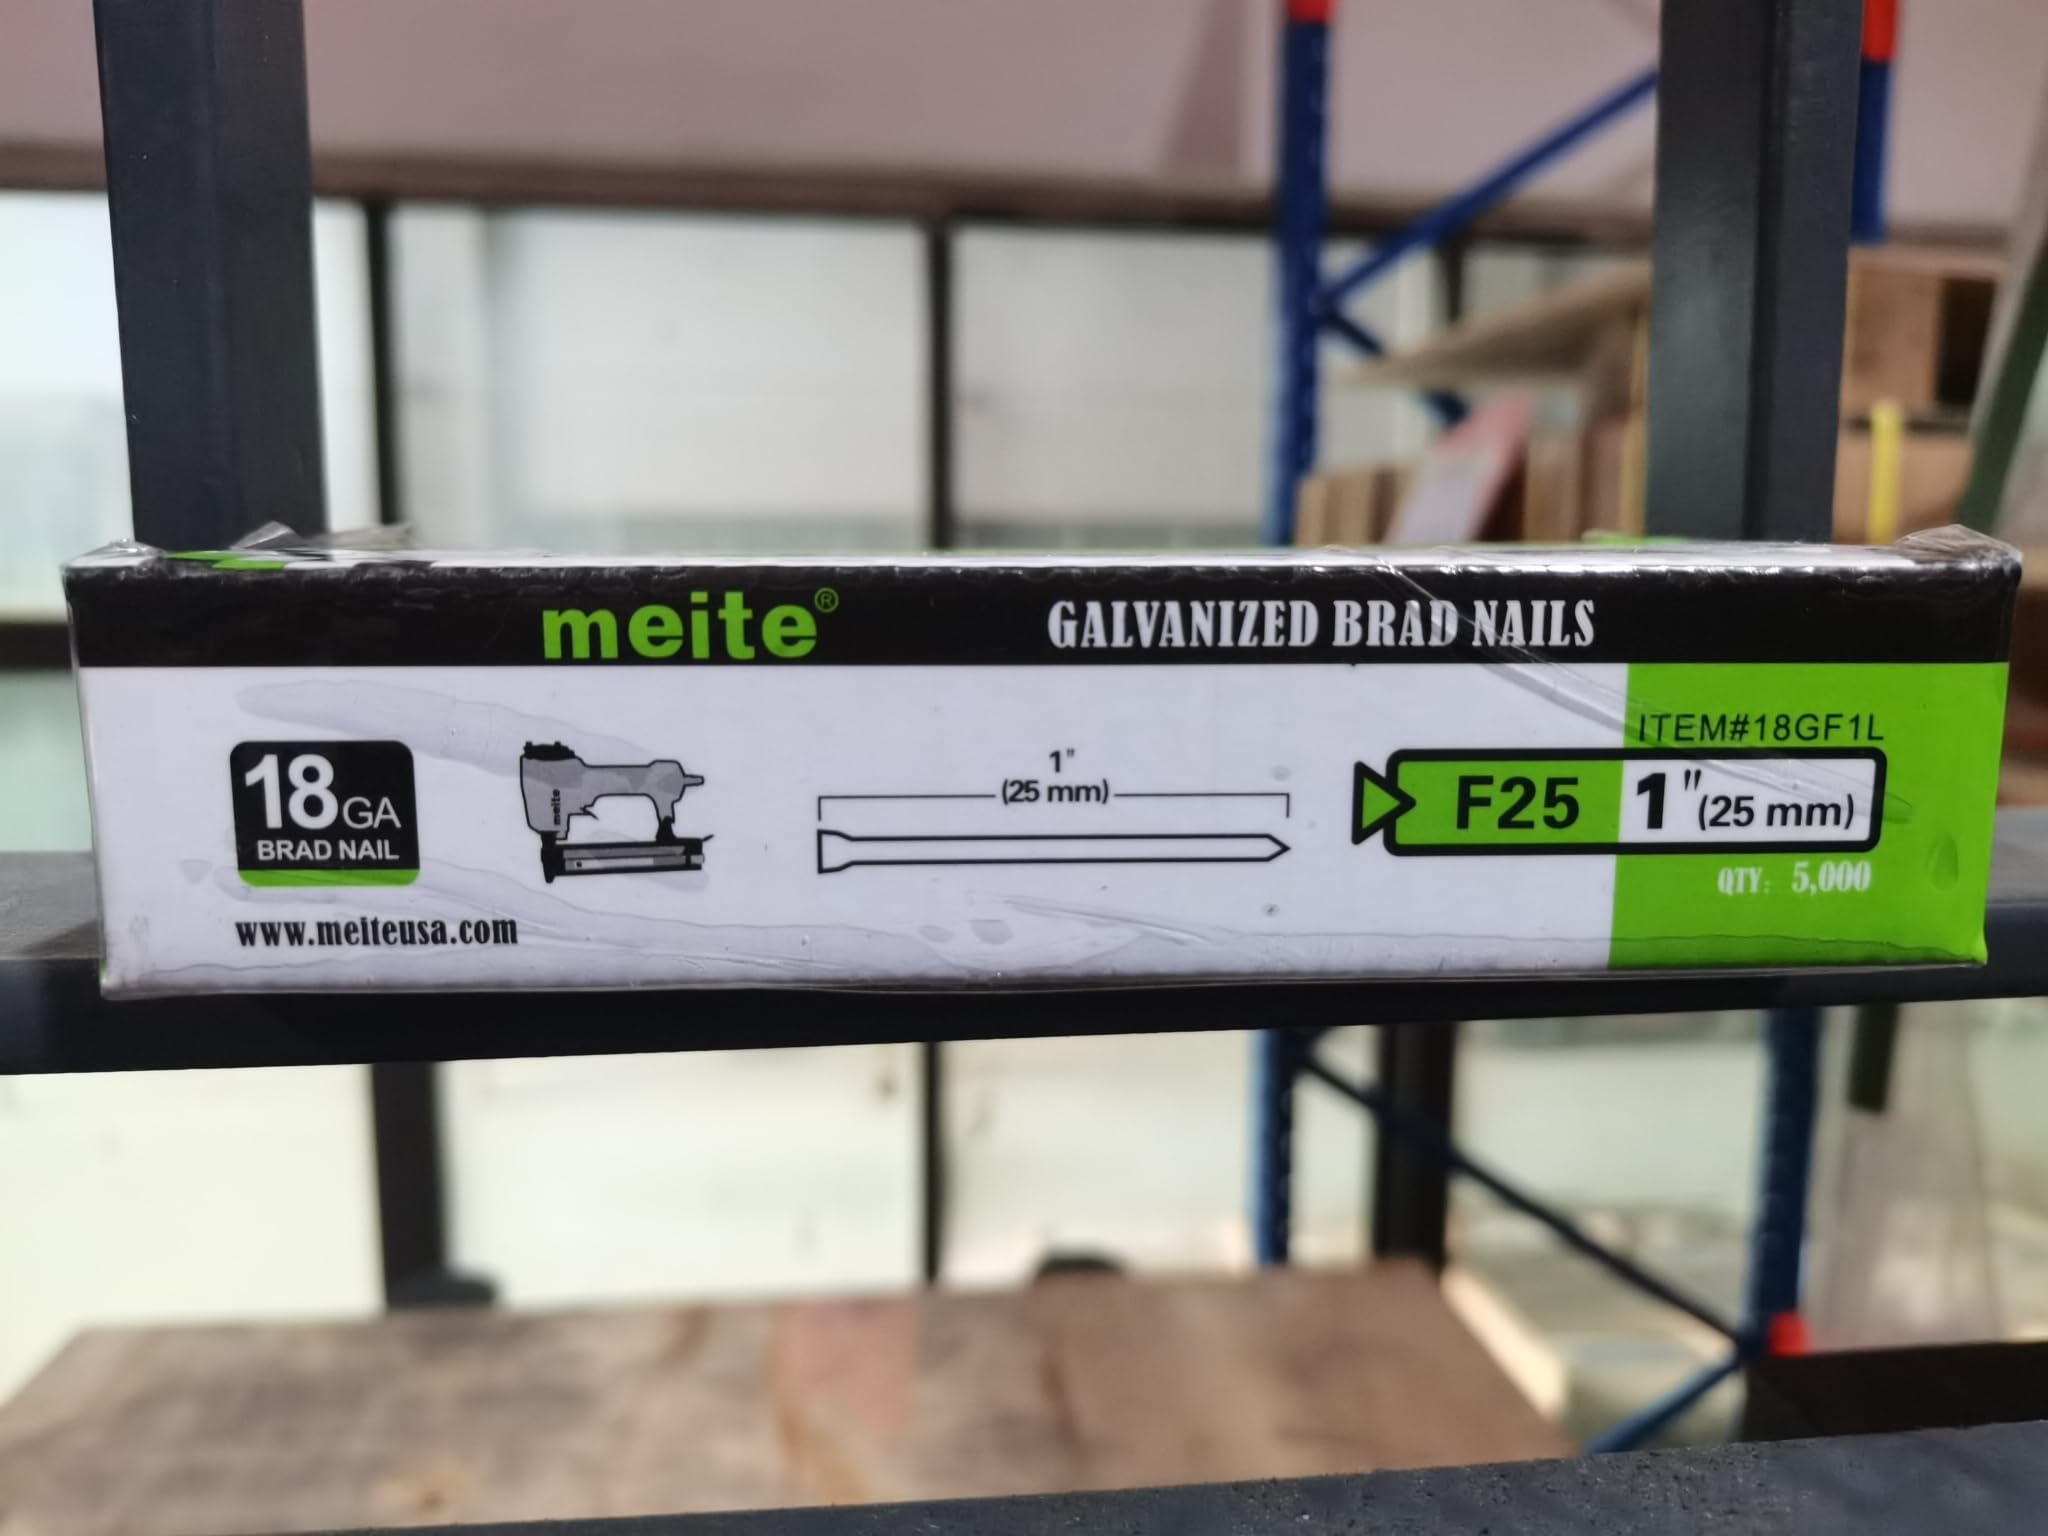 meite®
GALVANIZED BRAD NAILS
18GA
BRAD NAIL
www.meiteusa.com
meite
1"
(25 mm)
ITEM#18GF1L
F25 1"(25 mm)
QTY: 5,000